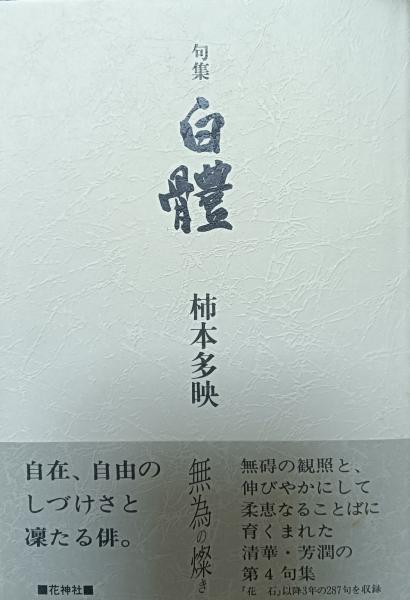 句集
白體
柿本多映
無碍の観照と、
伸びやかにして
柔恵なることばに
育くまれた
清華・芳潤の
第4句集
「花石」以降3年の287句を収録
無為の燦き
自在、自由の
しづけさと
凜たる俳。
■花神社■